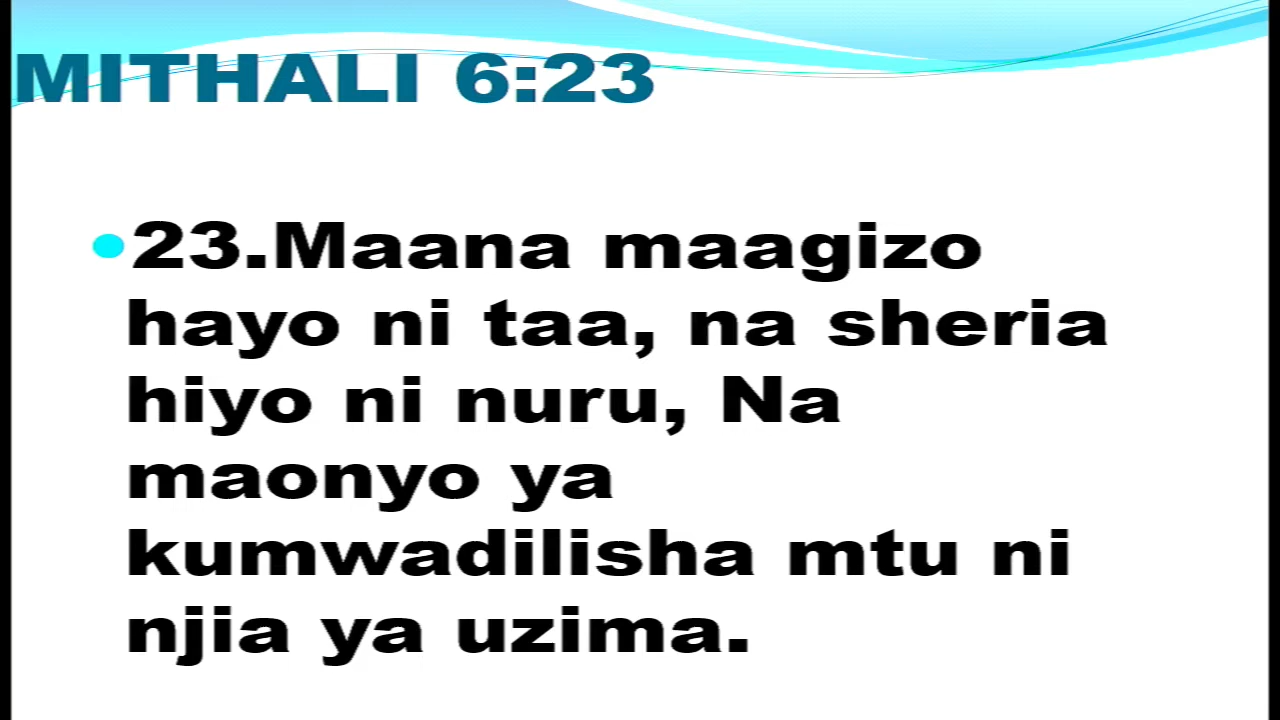 MITHALI 6:23
23.Maana maagizo
hayo ni taa, na sheria
hiyo ni nuru, Na
maonyo ya
kumwadilisha mtu ni
njia ya uzima.